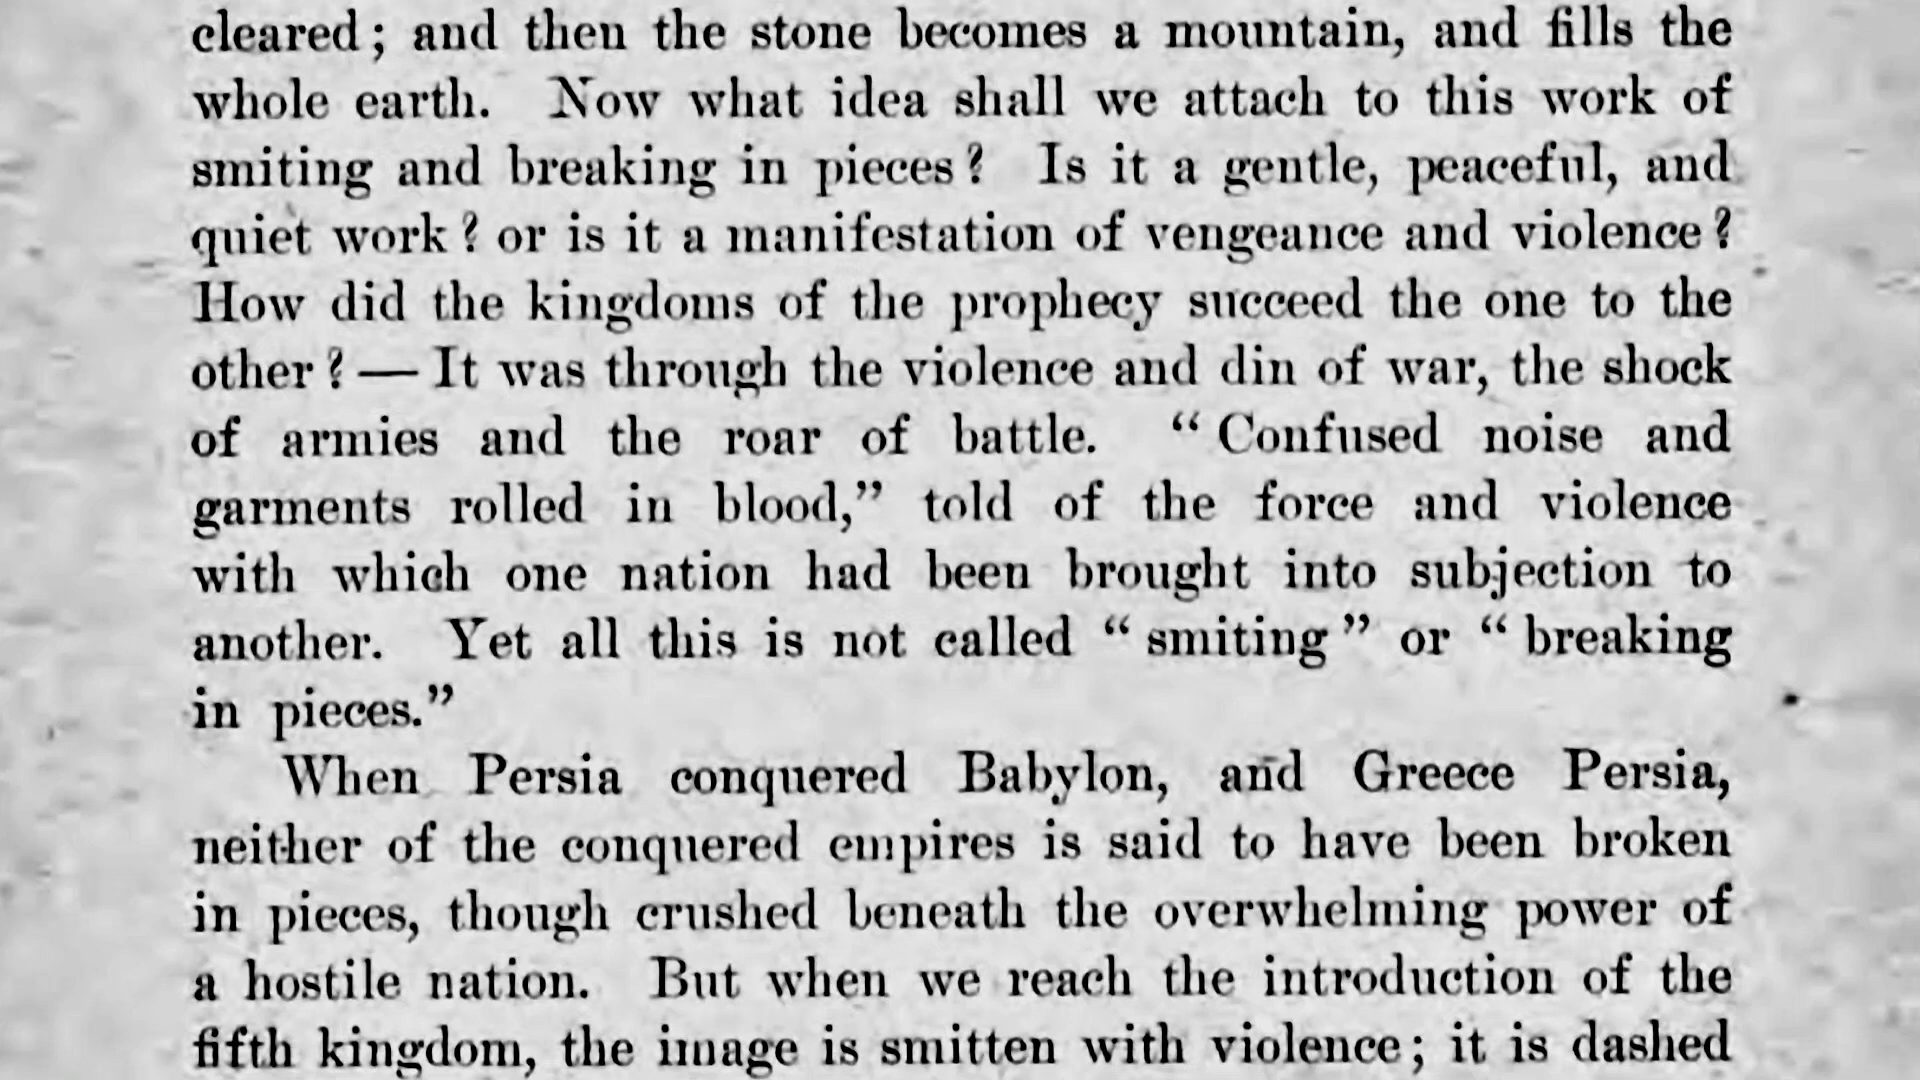 cleared; and then the stone becomes a mountain, and fills the
whole earth. Now what idea shall we attach to this work of
smiting and breaking in pieces? Is it a gentle, peaceful, and
quiet work? or is it a manifestation of vengeance and violence?
How did the kingdoms of the prophecy succeed the one to the
other? — It was through the violence and din of war, the shock
of armies and the roar of battle. “Confused noise and
garments rolled in blood,” told of the force and violence
with which one nation had been brought into subjection to
another. Yet all this is not called “smiting” or “breaking
in pieces.”
When Persia conquered Babylon, and Greece Persia,
neither of the conquered empires is said to have been broken
in pieces, though crushed beneath the overwhelming power of
a hostile nation. But when we reach the introduction of the
fifth kingdom, the image is smitten with violence; it is dashed